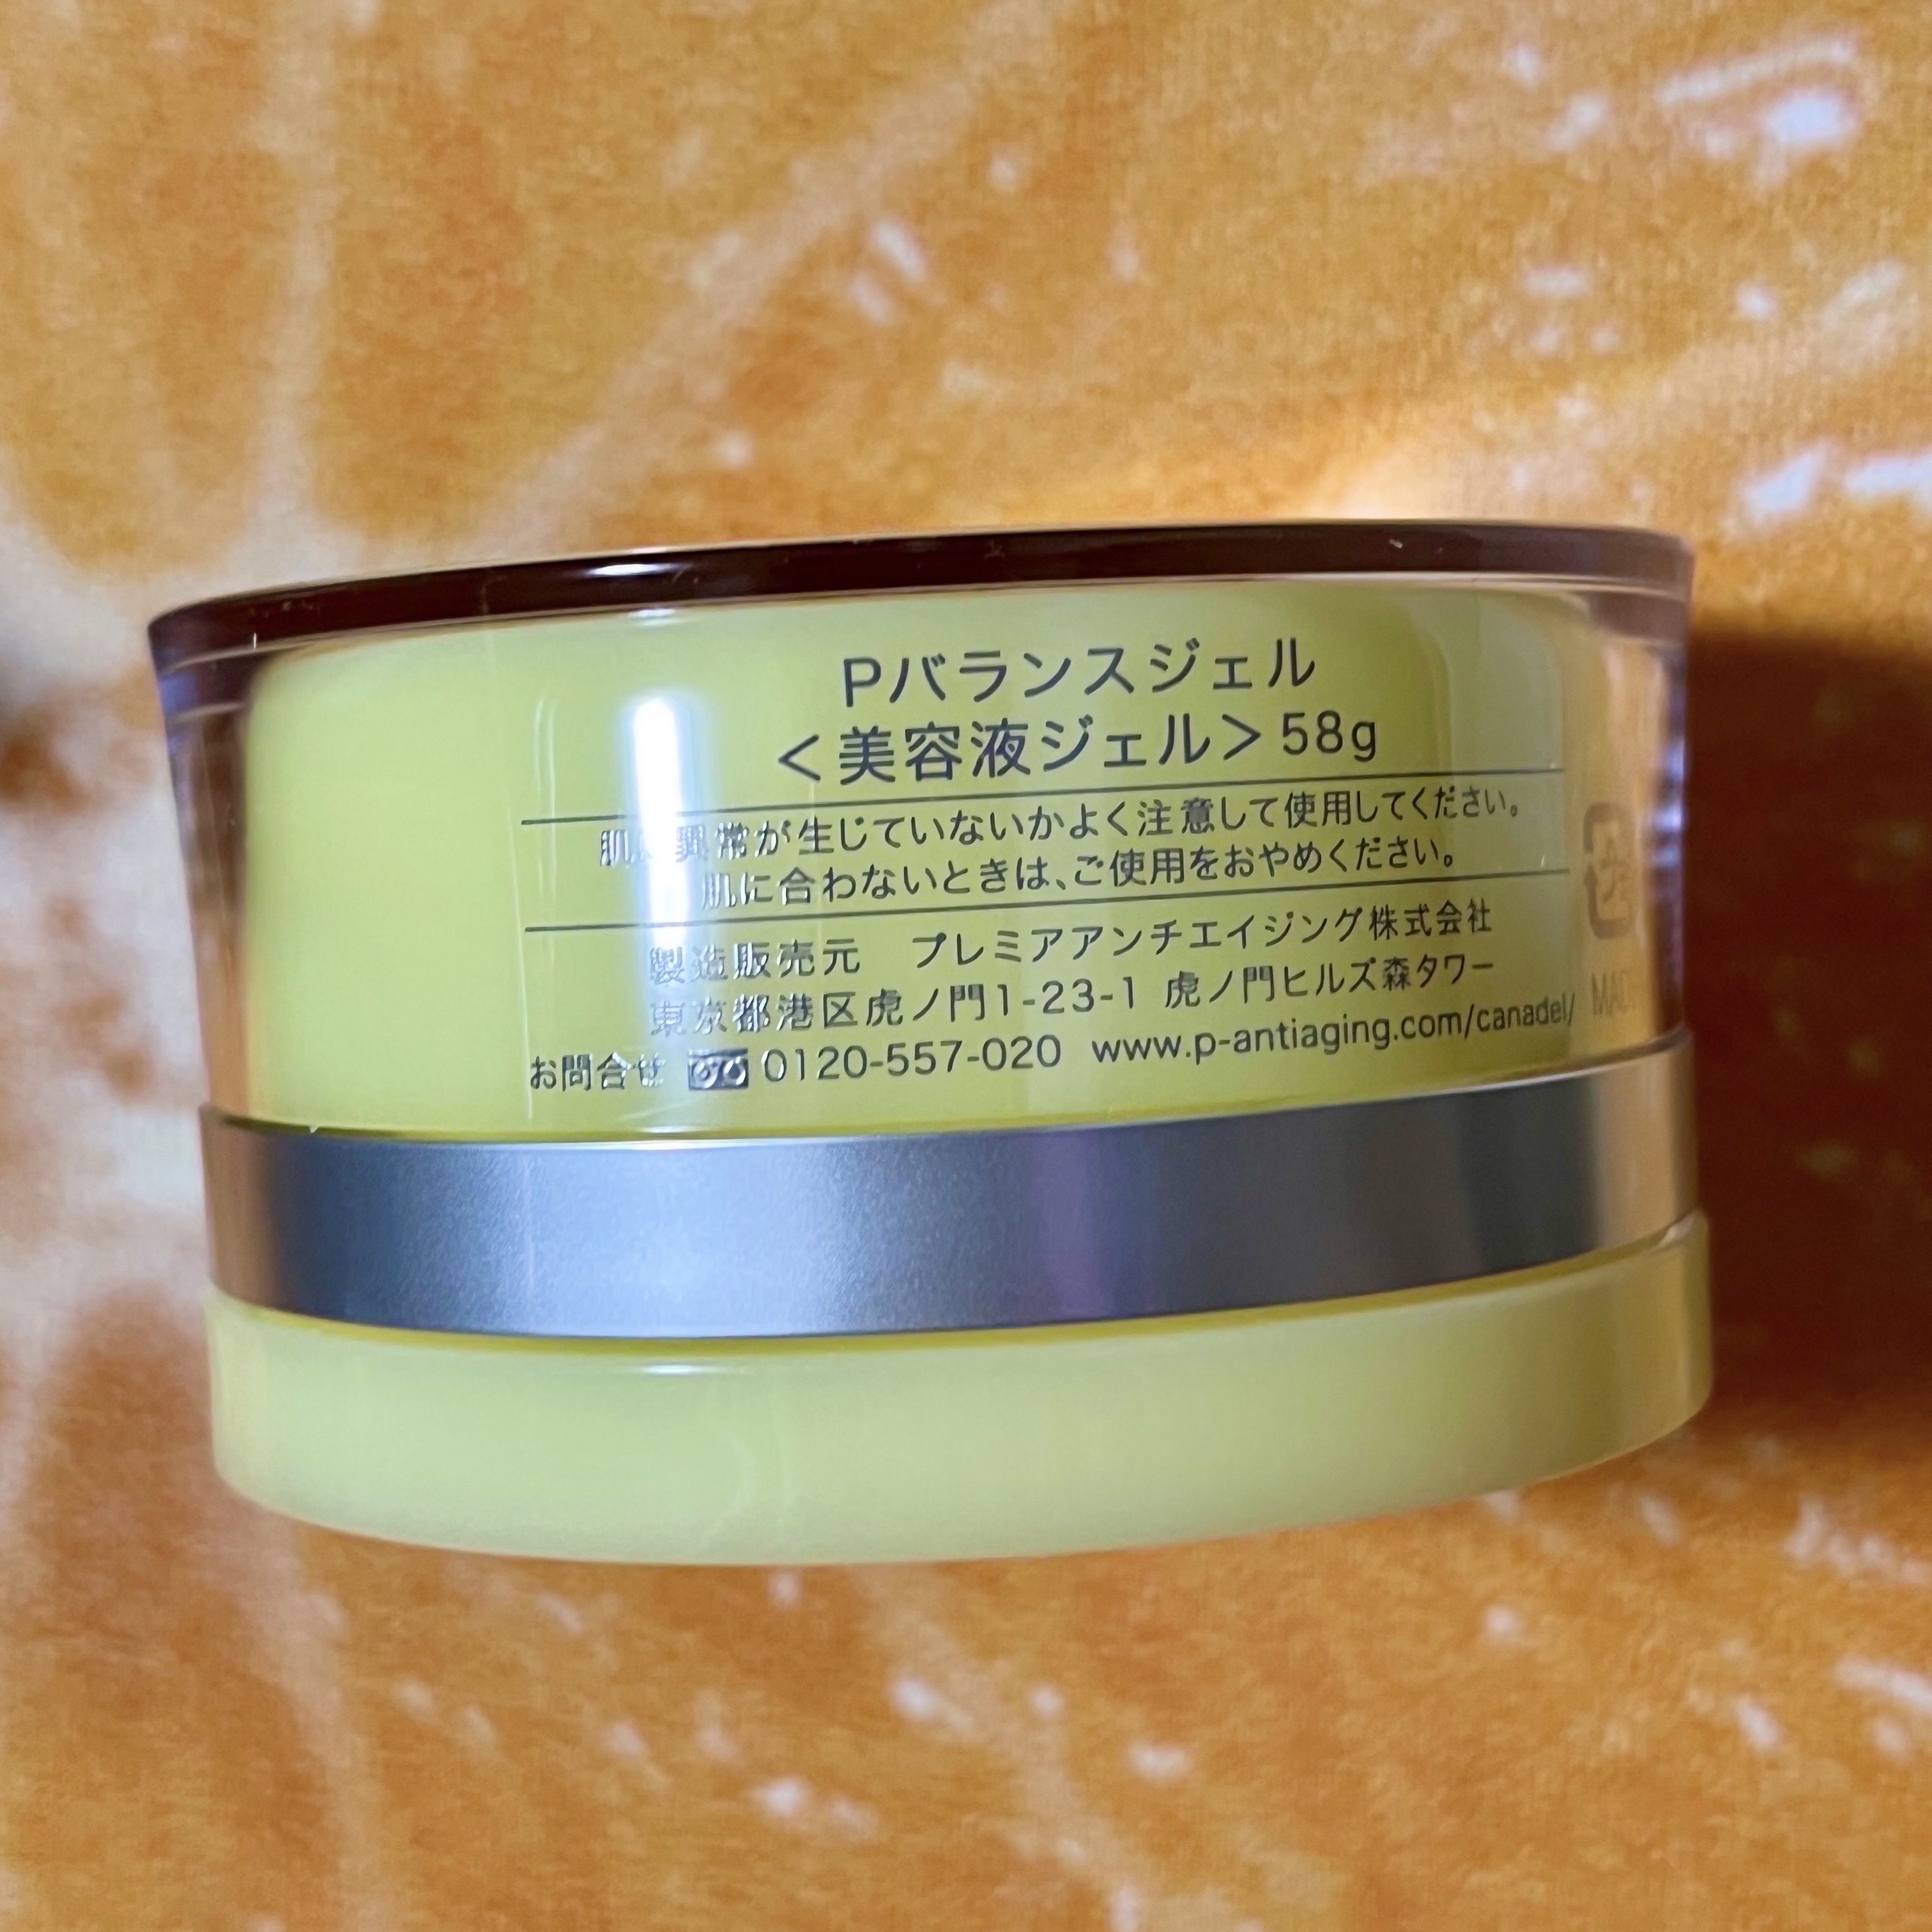 Pバランスジェル
＜美容液ジェル＞58g
肌に異常が生じていないかよく注意して使用してください。
肌に合わないときは、ご使用をおやめください。
製造販売元　プレミアアンチエイジング株式会社
東京都港区虎ノ門1-23-1 虎ノ門ヒルズ森タワー
お問合せ 0120-557-020 www.p-antiaging.com/canadel/